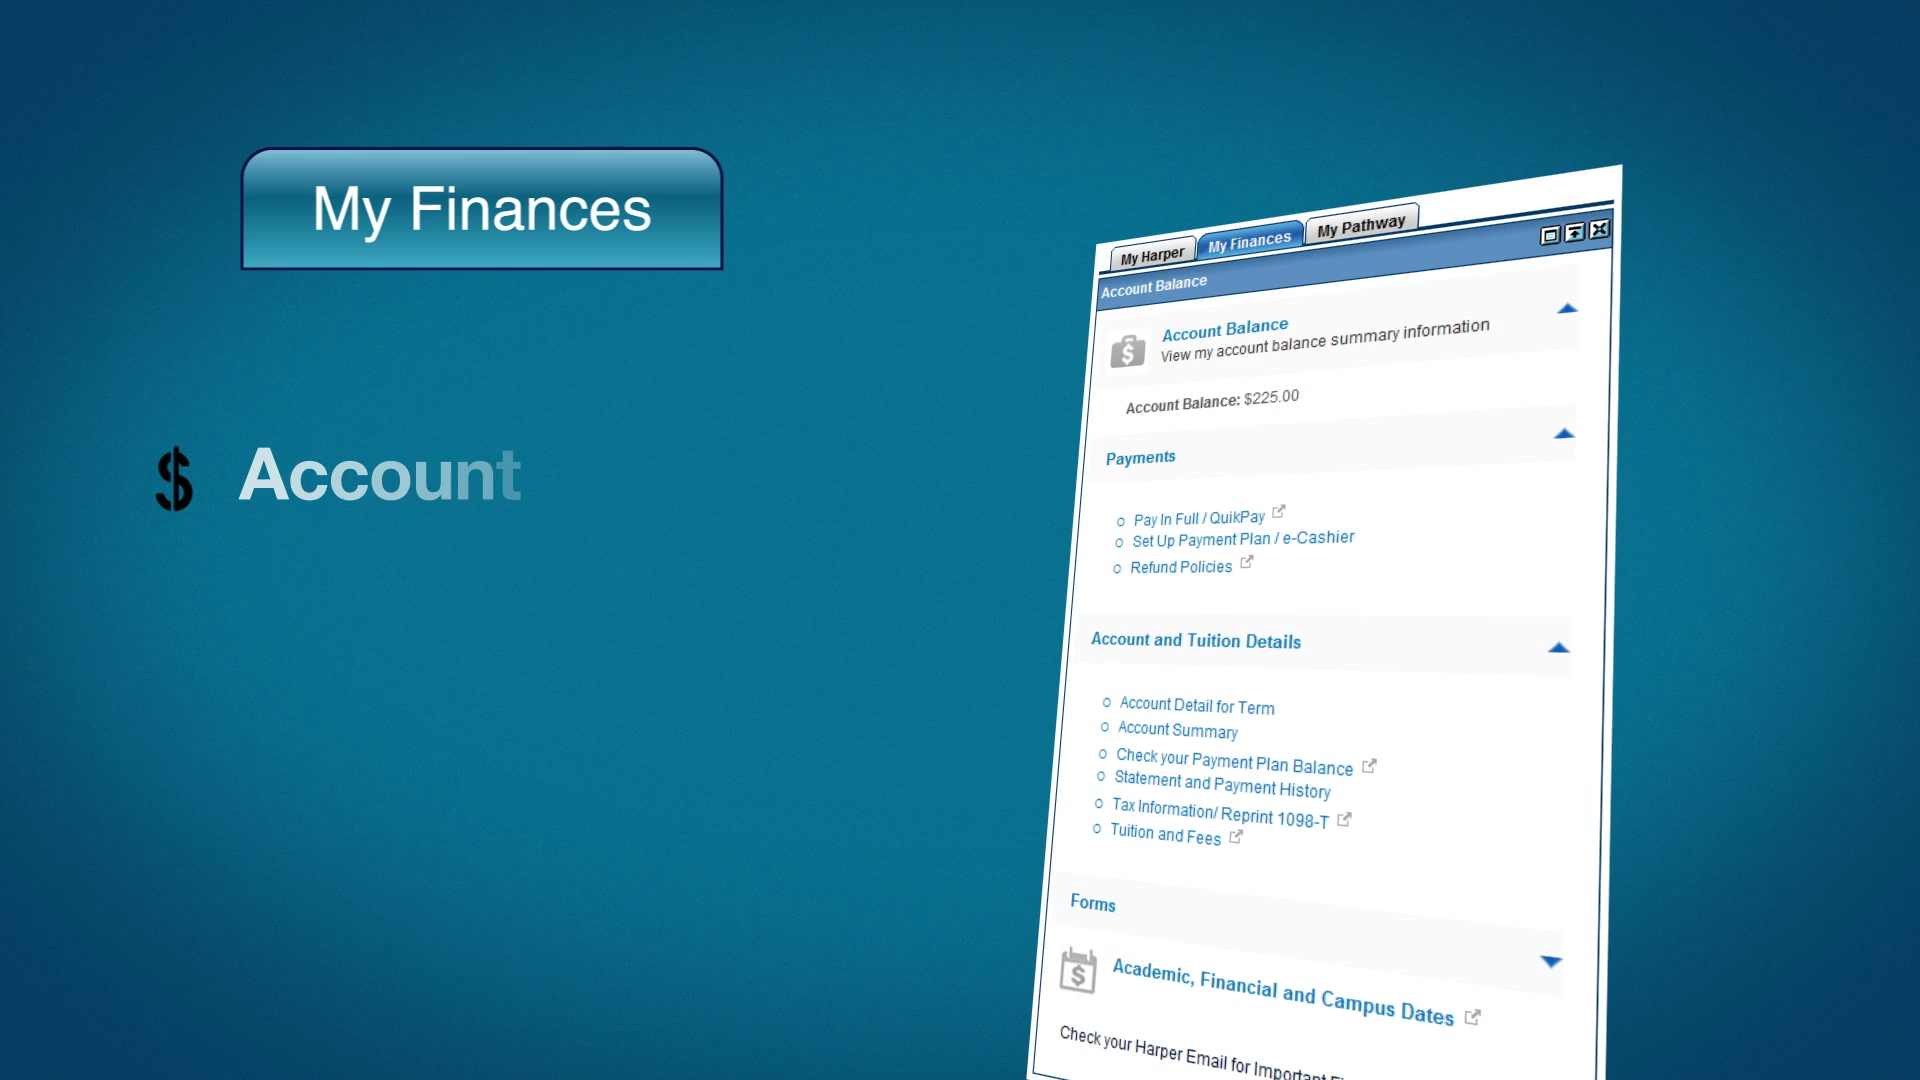 My Finances
$ Account
My Harper My Finances My Pathway
Account Balance
Account Balance
View my account balance summary information
Account Balance: $225.00
Payments
Pay In Full / QuikPay
Set Up Payment Plan / e-Cashier
Refund Policies
Account and Tuition Details
Account Detail for Term
Account Summary
Check your Payment Plan Balance
Statement and Payment History
Tax Information/ Reprint 1098-T
Tuition and Fees
Forms
Academic, Financial and Campus Dates
Check your Harper Email for Important